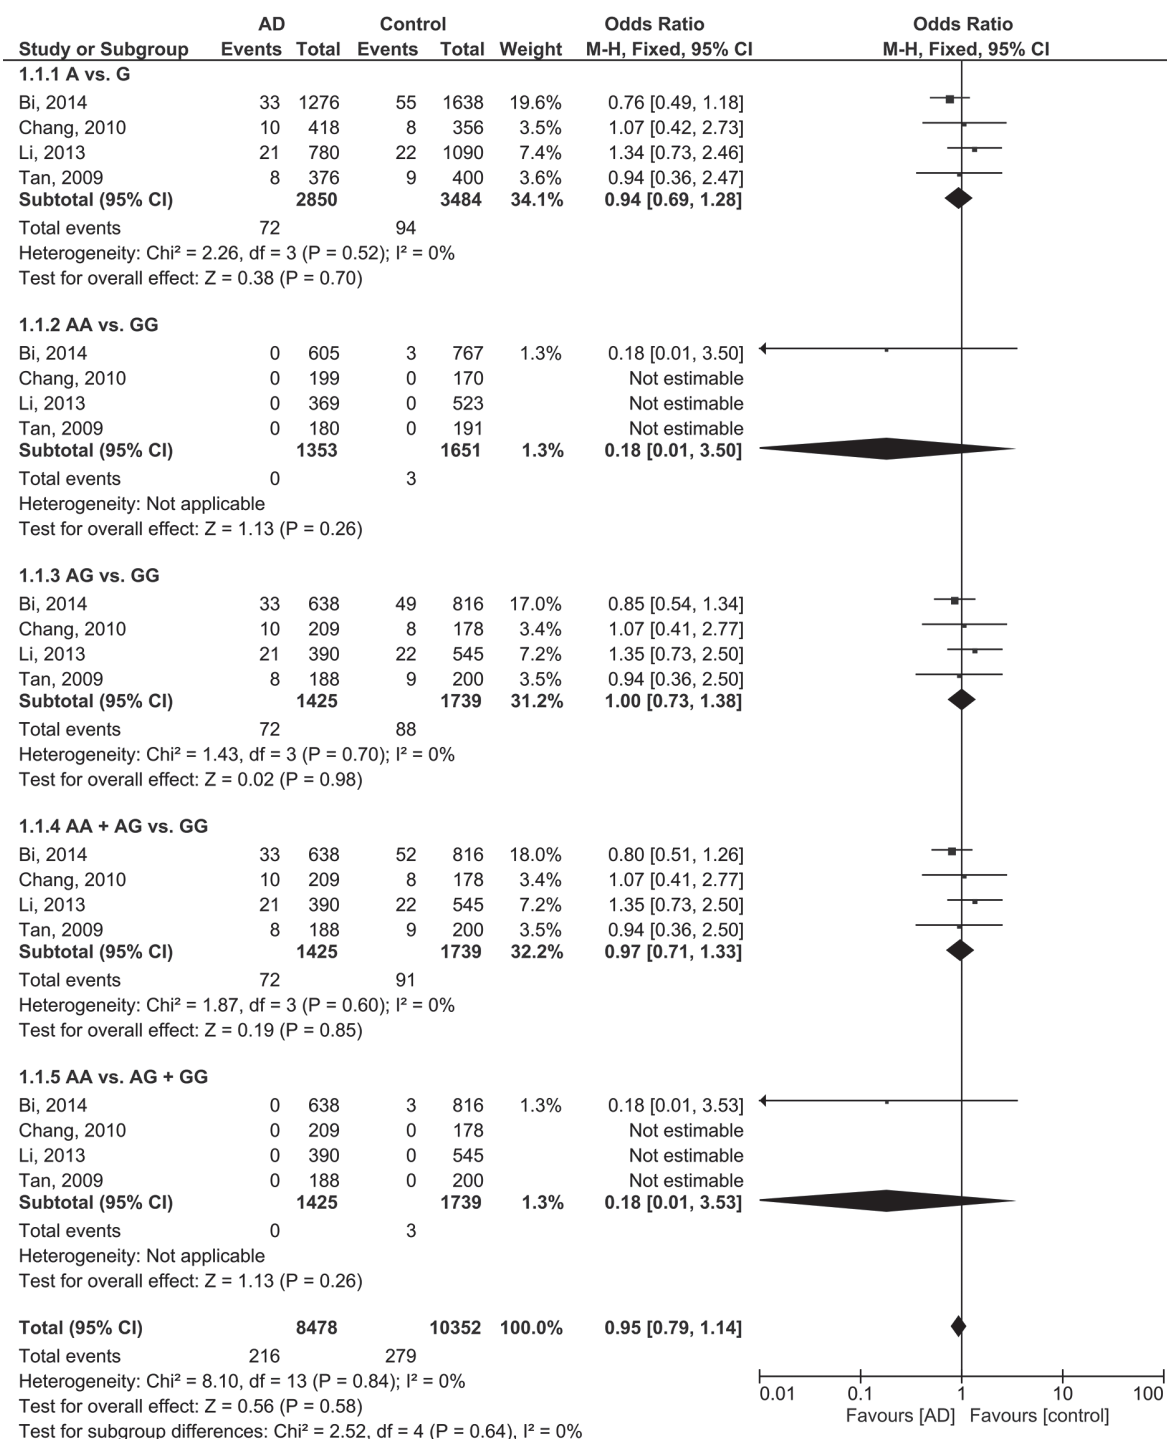 AD Control Odds Ratio Odds Ratio
Study or Subgroup Events Total Events Total Weight M-H, Fixed, 95% CI M-H, Fixed, 95% CI
1.1.1 A vs. G
Bi, 2014 33 1276 55 1638 19.6% 0.76 [0.49, 1.18]
Chang, 2010 10 418 8 356 3.5% 1.07 [0.42, 2.73]
Li, 2013 21 780 22 1090 7.4% 1.34 [0.73, 2.46]
Tan, 2009 8 376 9 400 3.6% 0.94 [0.36, 2.47]
Subtotal (95% CI) 2850 3484 34.1% 0.94 [0.69, 1.28]
Total events 72 94
Heterogeneity: Chi² = 2.26, df = 3 (P = 0.52); I² = 0%
Test for overall effect: Z = 0.38 (P = 0.70)
1.1.2 AA vs. GG
Bi, 2014 0 605 3 767 1.3% 0.18 [0.01, 3.50]
Chang, 2010 0 199 0 170 Not estimable
Li, 2013 0 369 0 523 Not estimable
Tan, 2009 0 180 0 191 Not estimable
Subtotal (95% CI) 1353 1651 1.3% 0.18 [0.01, 3.50]
Total events 0 3
Heterogeneity: Not applicable
Test for overall effect: Z = 1.13 (P = 0.26)
1.1.3 AG vs. GG
Bi, 2014 33 638 49 816 17.0% 0.85 [0.54, 1.34]
Chang, 2010 10 209 8 178 3.4% 1.07 [0.41, 2.77]
Li, 2013 21 390 22 545 7.2% 1.35 [0.73, 2.50]
Tan, 2009 8 188 9 200 3.5% 0.94 [0.36, 2.50]
Subtotal (95% CI) 1425 1739 31.2% 1.00 [0.73, 1.38]
Total events 72 88
Heterogeneity: Chi² = 1.43, df = 3 (P = 0.70); I² = 0%
Test for overall effect: Z = 0.02 (P = 0.98)
1.1.4 AA + AG vs. GG
Bi, 2014 33 638 52 816 18.0% 0.80 [0.51, 1.26]
Chang, 2010 10 209 8 178 3.4% 1.07 [0.41, 2.77]
Li, 2013 21 390 22 545 7.2% 1.35 [0.73, 2.50]
Tan, 2009 8 188 9 200 3.5% 0.94 [0.36, 2.50]
Subtotal (95% CI) 1425 1739 32.2% 0.97 [0.71, 1.33]
Total events 72 91
Heterogeneity: Chi² = 1.87, df = 3 (P = 0.60); I² = 0%
Test for overall effect: Z = 0.19 (P = 0.85)
1.1.5 AA vs. AG + GG
Bi, 2014 0 638 3 816 1.3% 0.18 [0.01, 3.53]
Chang, 2010 0 209 0 178 Not estimable
Li, 2013 0 390 0 545 Not estimable
Tan, 2009 0 188 0 200 Not estimable
Subtotal (95% CI) 1425 1739 1.3% 0.18 [0.01, 3.53]
Total events 0 3
Heterogeneity: Not applicable
Test for overall effect: Z = 1.13 (P = 0.26)
Total (95% CI) 8478 10352 100.0% 0.95 [0.79, 1.14]
Total events 216 279
Heterogeneity: Chi² = 8.10, df = 13 (P = 0.84); I² = 0%
Test for overall effect: Z = 0.56 (P = 0.58)
Test for subgroup differences: Chi² = 2.52, df = 4 (P = 0.64), I² = 0%
0.01 0.1 1 10 100
Favours [AD] Favours [control]